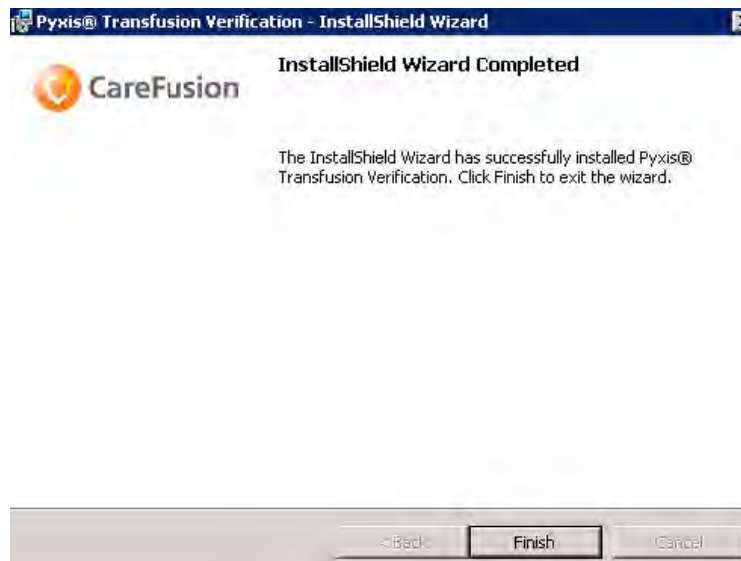 Pyxis® Transfusion Verification - InstallShield Wizard
CareFusion
InstallShield Wizard Completed
The InstallShield Wizard has successfully installed Pyxis®
Transfusion Verification. Click Finish to exit the wizard.
< Back
Finish
Cancel